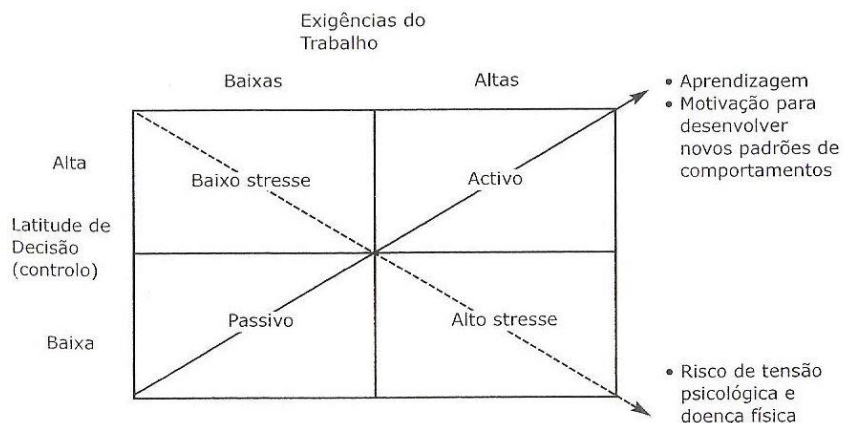 Exigências do
Trabalho
Baixas
Altas
• Aprendizagem
• Motivação para
desenvolver
novos padrões de
comportamentos
Alta
Baixo stresse
Activo
Latitude de
Decisão
(controlo)
Passivo
Alto stresse
Baixa
• Risco de tensão
psicológica e
doença física